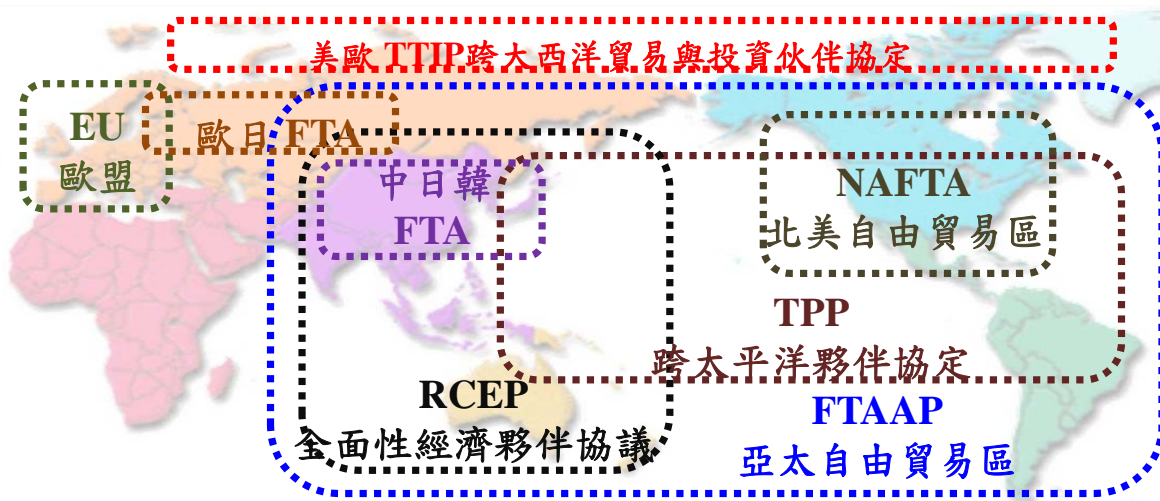 美歐 TTIP跨大西洋貿易與投資伙伴協定
EU
歐盟
歐日 FTA
中日韓
FTA
NAFTA
北美自由貿易區
TPP
跨太平洋夥伴協定
RCEP
全面性經濟夥伴協議
FTAAP
亞太自由貿易區